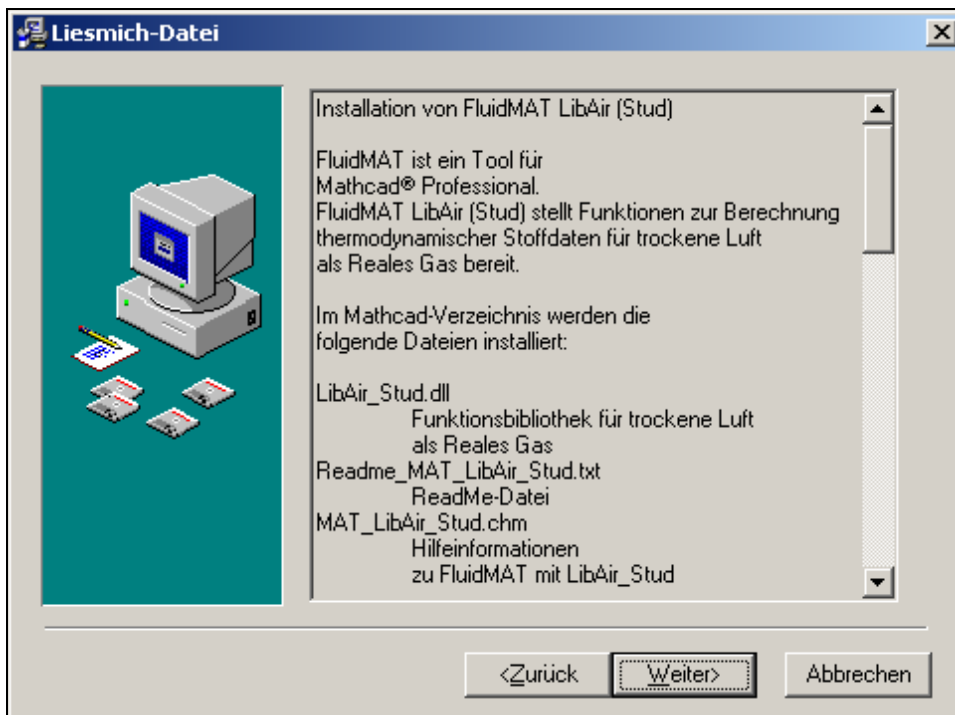 Liesmich-Datei
Installation von FluidMAT LibAir (Stud)
FluidMAT ist ein Tool für
Mathcad® Professional.
FluidMAT LibAir (Stud) stellt Funktionen zur Berechnung
thermodynamischer Stoffdaten für trockene Luft
als Reales Gas bereit.
Im Mathcad-Verzeichnis werden die
folgende Dateien installiert:
LibAir_Stud.dll
Funktionsbibliothek für trockene Luft
als Reales Gas
Readme_MAT_LibAir_Stud.txt
ReadMe-Datei
MAT_LibAir_Stud.chm
Hilfeinformationen
zu FluidMAT mit LibAir_Stud
<Zurück Weiter> Abbrechen